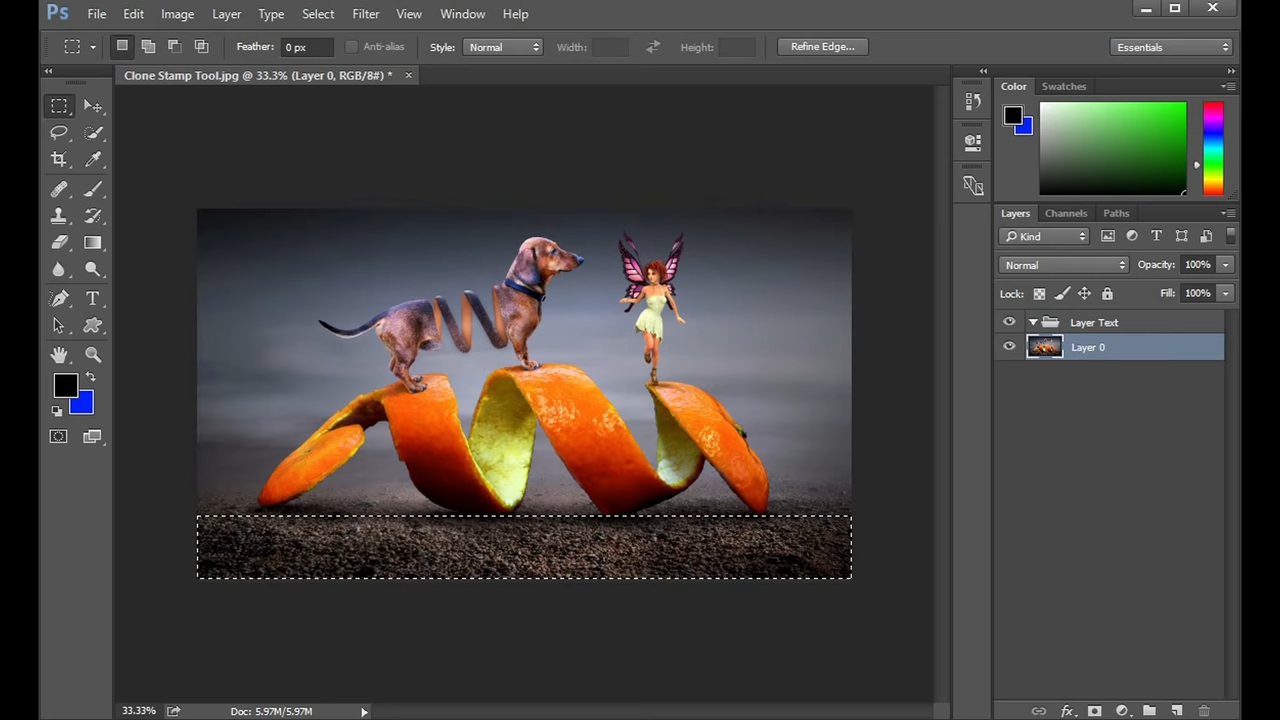 Ps File Edit Image Layer Type Select Filter View Window Help
Feather: 0 px Anti-alias Style: Normal Width: Height: Refine Edge... Essentials
Clone Stamp Tool.jpg @ 33.3% (Layer 0, RGB/8#) * ×
Color Swatches
Layers Channels Paths
Kind
Normal Opacity: 100%
Lock: Fill: 100%
Layer Text
Layer 0
33.33% Doc: 5.97M/5.97M